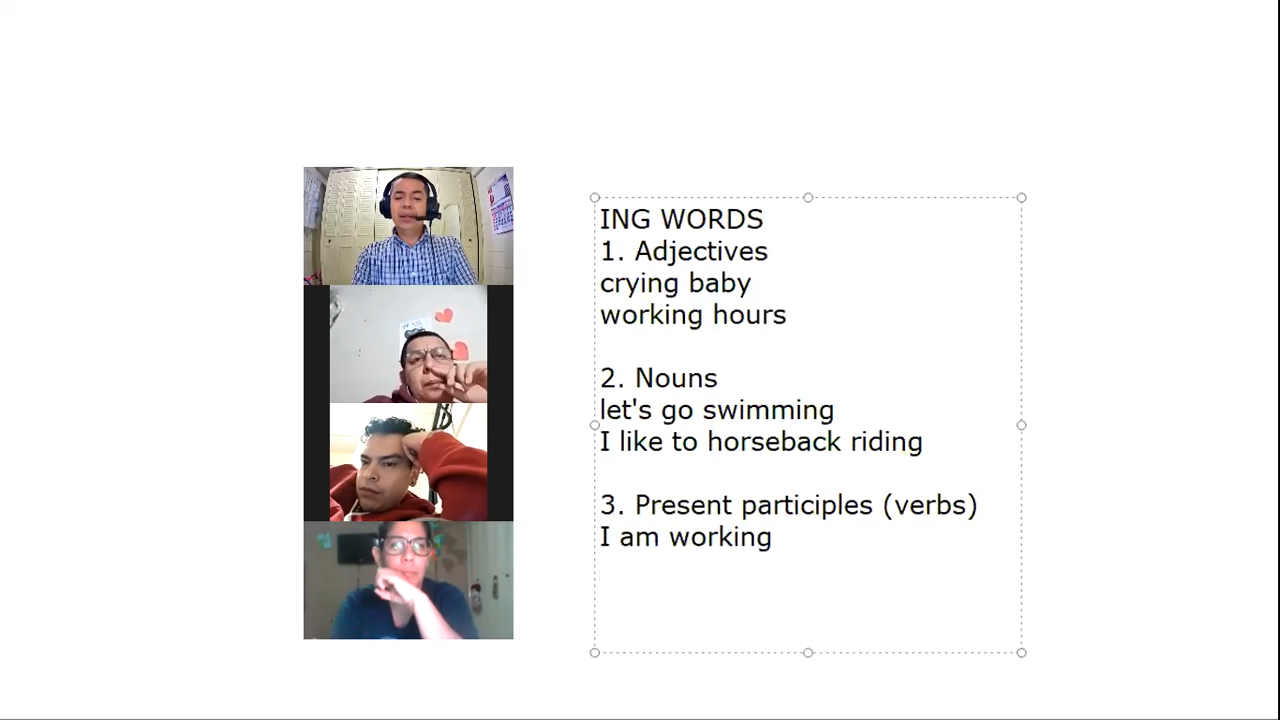 ING WORDS
1. Adjectives
crying baby
working hours
2. Nouns
let's go swimming
I like to horseback riding
3. Present participles (verbs)
I am working